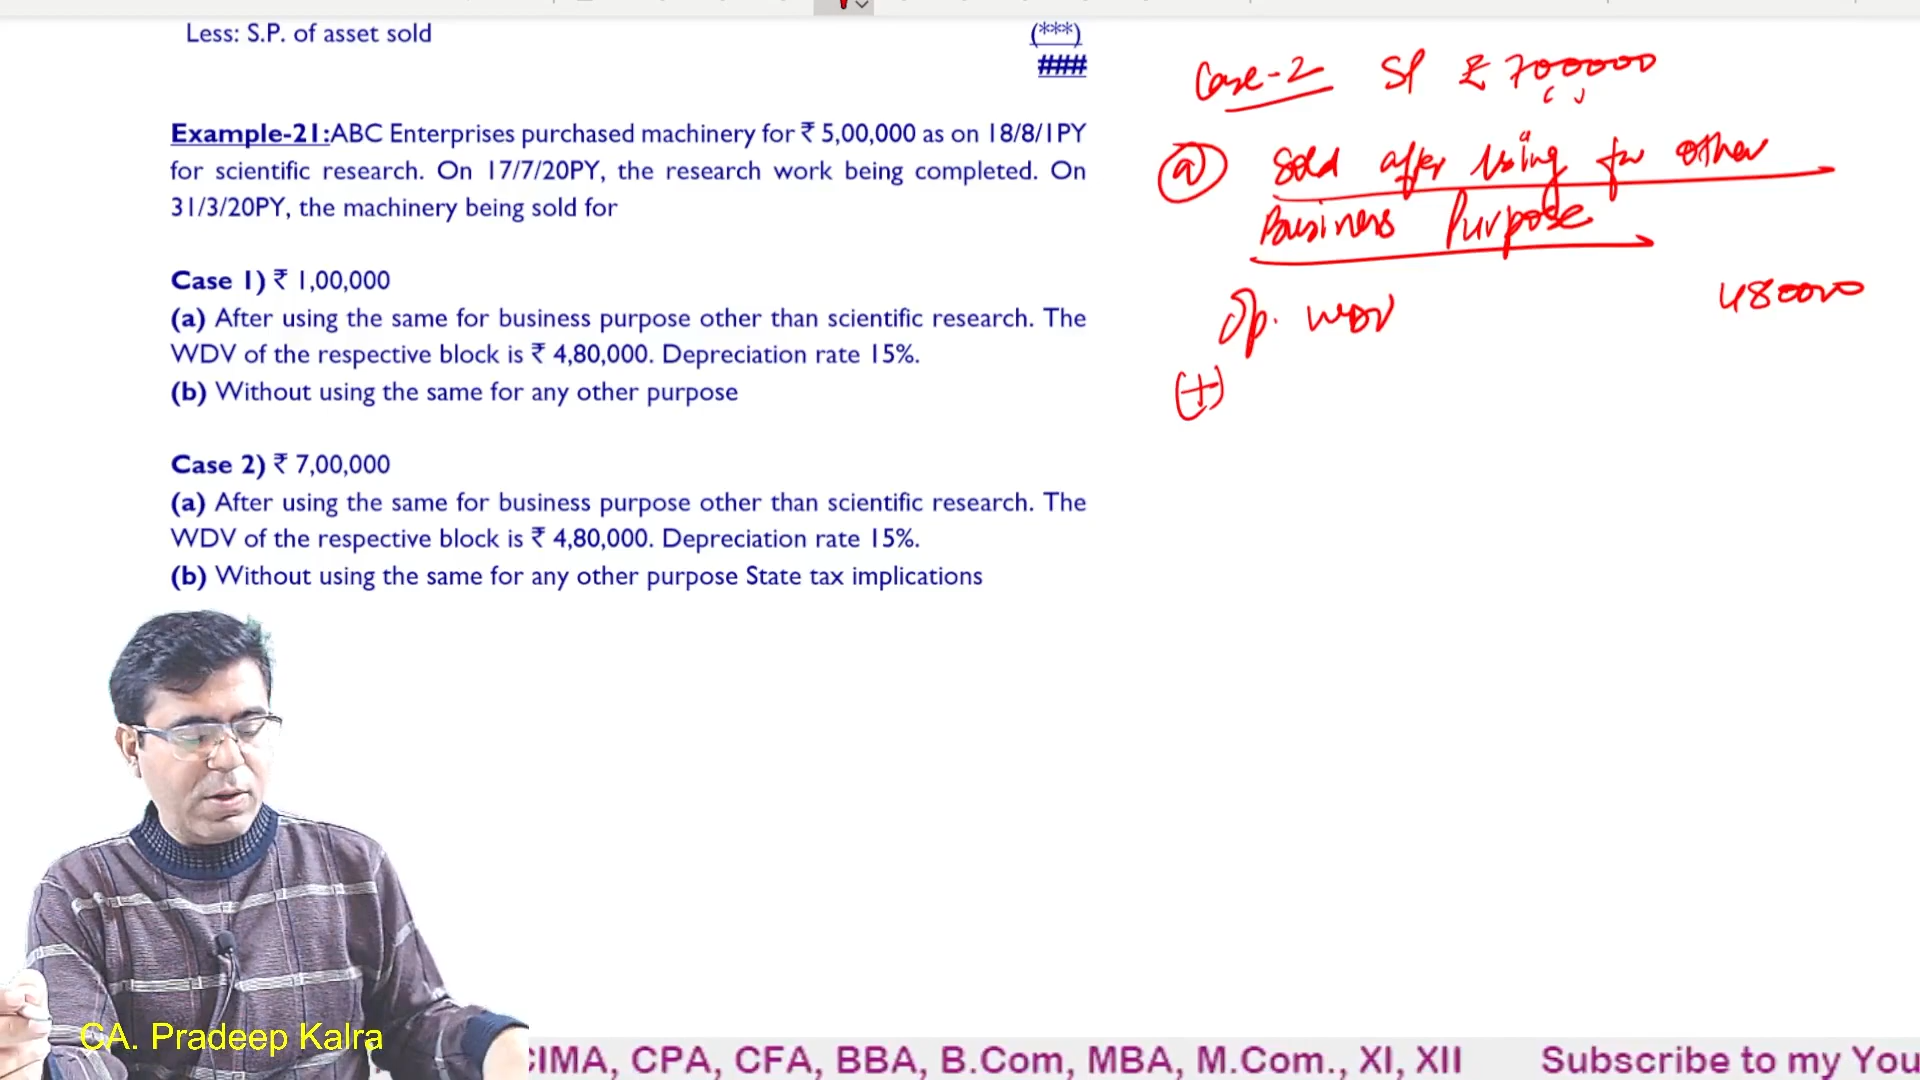 Less: S.P. of asset sold (***)
###
Example-21:ABC Enterprises purchased machinery for ₹ 5,00,000 as on 18/8/1PY
for scientific research. On 17/7/20PY, the research work being completed. On
31/3/20PY, the machinery being sold for
Case 1) ₹ 1,00,000
(a) After using the same for business purpose other than scientific research. The
WDV of the respective block is ₹ 4,80,000. Depreciation rate 15%.
(b) Without using the same for any other purpose
Case 2) ₹ 7,00,000
(a) After using the same for business purpose other than scientific research. The
WDV of the respective block is ₹ 4,80,000. Depreciation rate 15%.
(b) Without using the same for any other purpose State tax implications
Case-2 SP ₹ 700000
(a) Sold after Using for other
Business Purpose
Op. WDV 480000
(+)
CA. Pradeep Kalra
CIMA, CPA, CFA, BBA, B.Com, MBA, M.Com., XI, XII Subscribe to my You